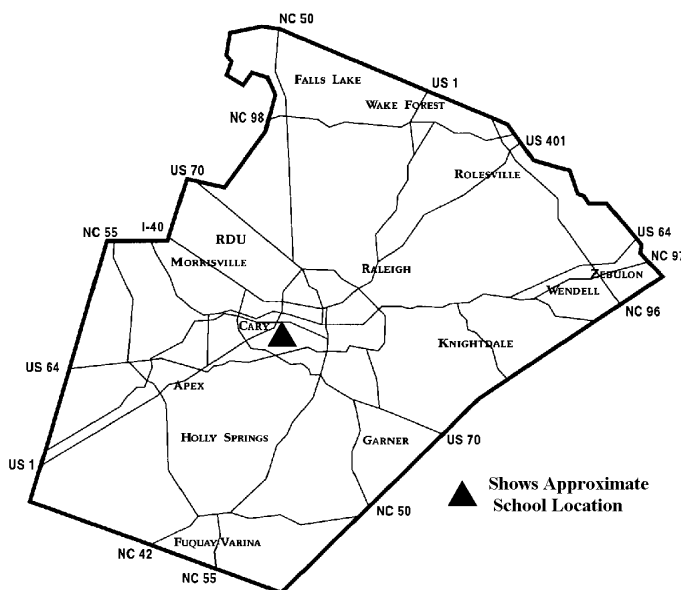 NC 50
FALLS LAKE
US 1
WAKE FOREST
NC 98
US 401
US 70
ROLESVILLE
I-40
NC 55
RDU
US 64
MORRISVILLE
RALEIGH
NC 97
ZEBULON
WENDELL
NC 96
CARY
KNIGHTDALE
US 64
APEX
HOLLY SPRINGS
GARNER
US 70
US 1
Shows Approximate
School Location
NC 50
FUQUAY-VARINA
NC 42
NC 55